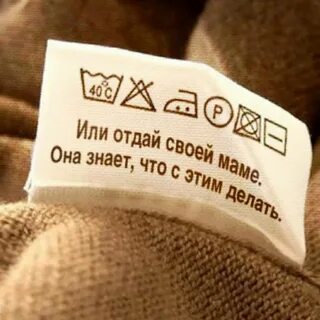 40°C P
Или отдай своей маме.
Она знает, что с этим делать.